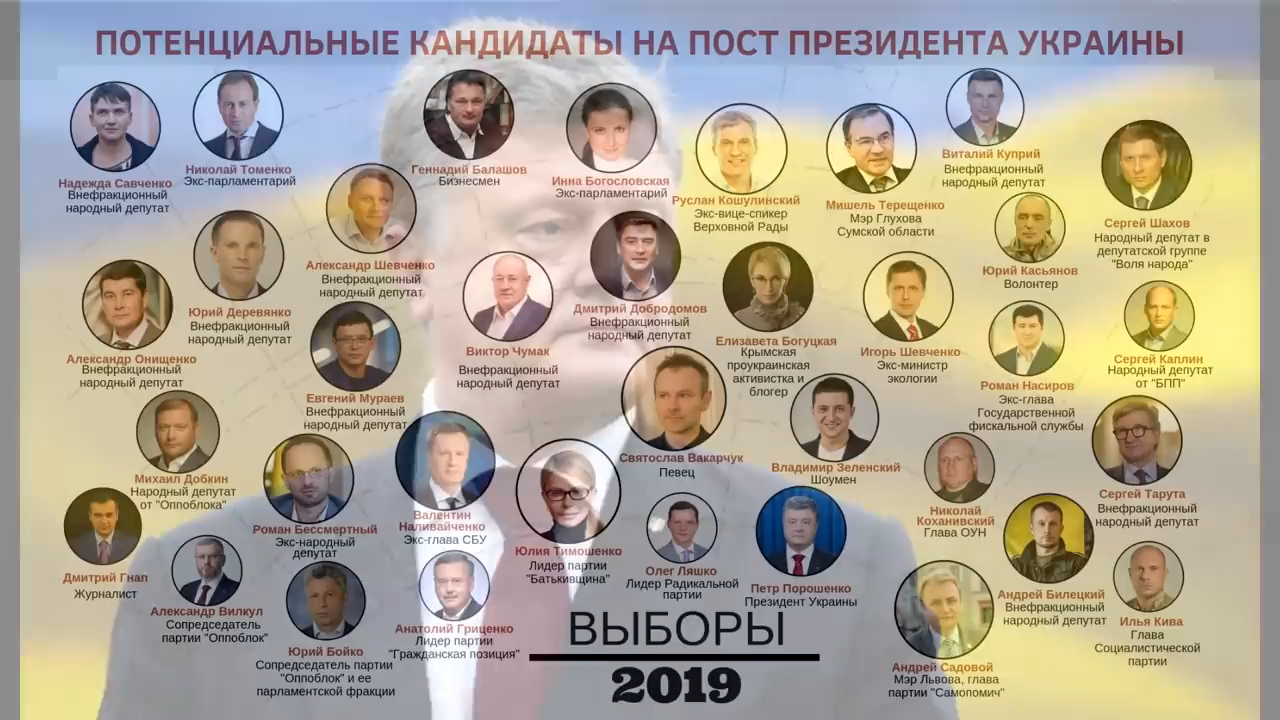 ПОТЕНЦИАЛЬНЫЕ КАНДИДАТЫ НА ПОСТ ПРЕЗИДЕНТА УКРАИНЫ
Надежда Савченко
Внефракционный
народный депутат
Николай Томенко
Экс-парламентарий
Геннадий Балашов
Бизнесмен
Инна Богословская
Экс-парламентарий
Руслан Кошулинский
Экс-вице-спикер
Верховной Рады
Мишель Терещенко
Мэр Глухова
Сумской области
Виталий Куприй
Внефракционный
народный депутат
Сергей Шахов
Народный депутат в
депутатской группе
"Воля народа"
Александр Шевченко
Внефракционный
народный депутат
Юрий Касьянов
Волонтер
Юрий Деревянко
Внефракционный
народный депутат
Дмитрий Добродомов
Внефракционный
народный депутат
Александр Онищенко
Внефракционный
народный депутат
Виктор Чумак
Внефракционный
народный депутат
Елизавета Богуцкая
Крымская
проукраинская
активистка и
блогер
Игорь Шевченко
Экс-министр
экологии
Роман Насиров
Экс-глава
Государственной
фискальной службы
Сергей Каплин
Народный депутат
от "БПП"
Евгений Мураев
Внефракционный
народный депутат
Михаил Добкин
Народный депутат
от "Оппоблока"
Святослав Вакарчук
Певец
Владимир Зеленский
Шоумен
Сергей Тарута
Внефракционный
народный депутат
Роман Бессмертный
Экс-народный
депутат
Валентин
Наливайченко
Экс-глава СБУ
Николай
Коханивский
Глава ОУН
Юлия Тимошенко
Лидер партии
"Батькивщина"
Олег Ляшко
Лидер Радикальной
партии
Петр Порошенко
Президент Украины
Дмитрий Гнап
Журналист
Александр Вилкул
Сопредседатель
партии "Оппоблок"
Юрий Бойко
Сопредседатель партии
"Оппоблок" и ее
парламентской фракции
Анатолий Гриценко
Лидер партии
"Гражданская позиция"
Андрей Билецкий
Внефракционный
народный депутат
Илья Кива
Глава
Социалистической
партии
Андрей Садовой
Мэр Львова, глава
партии "Самопомич"
ВЫБОРЫ
2019